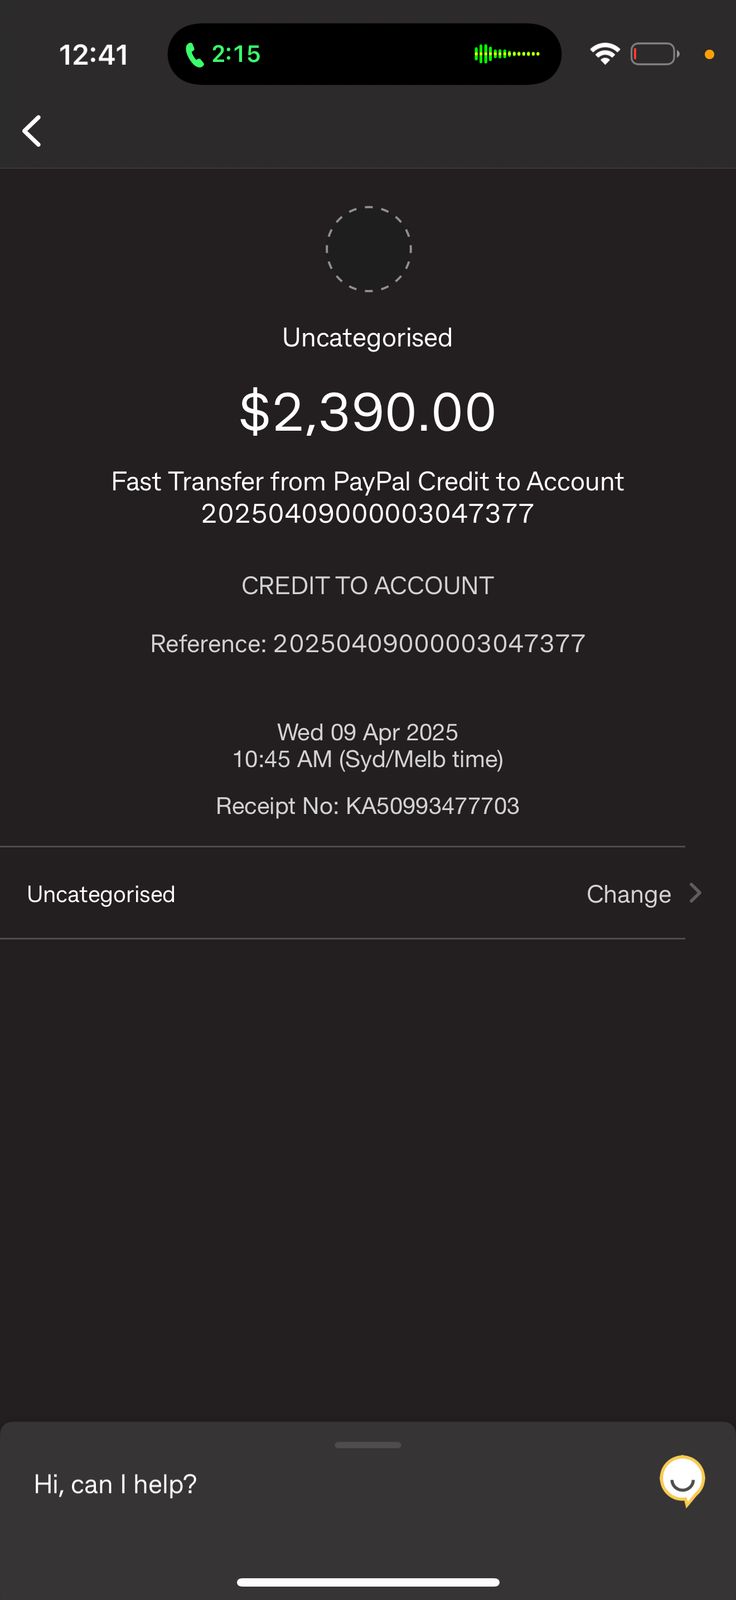 12:41
2:15
Uncategorised
$2,390.00
Fast Transfer from PayPal Credit to Account
20250409000003047377
CREDIT TO ACCOUNT
Reference: 20250409000003047377
Wed 09 Apr 2025
10:45 AM (Syd/Melb time)
Receipt No: KA50993477703
Uncategorised Change
Hi, can I help?